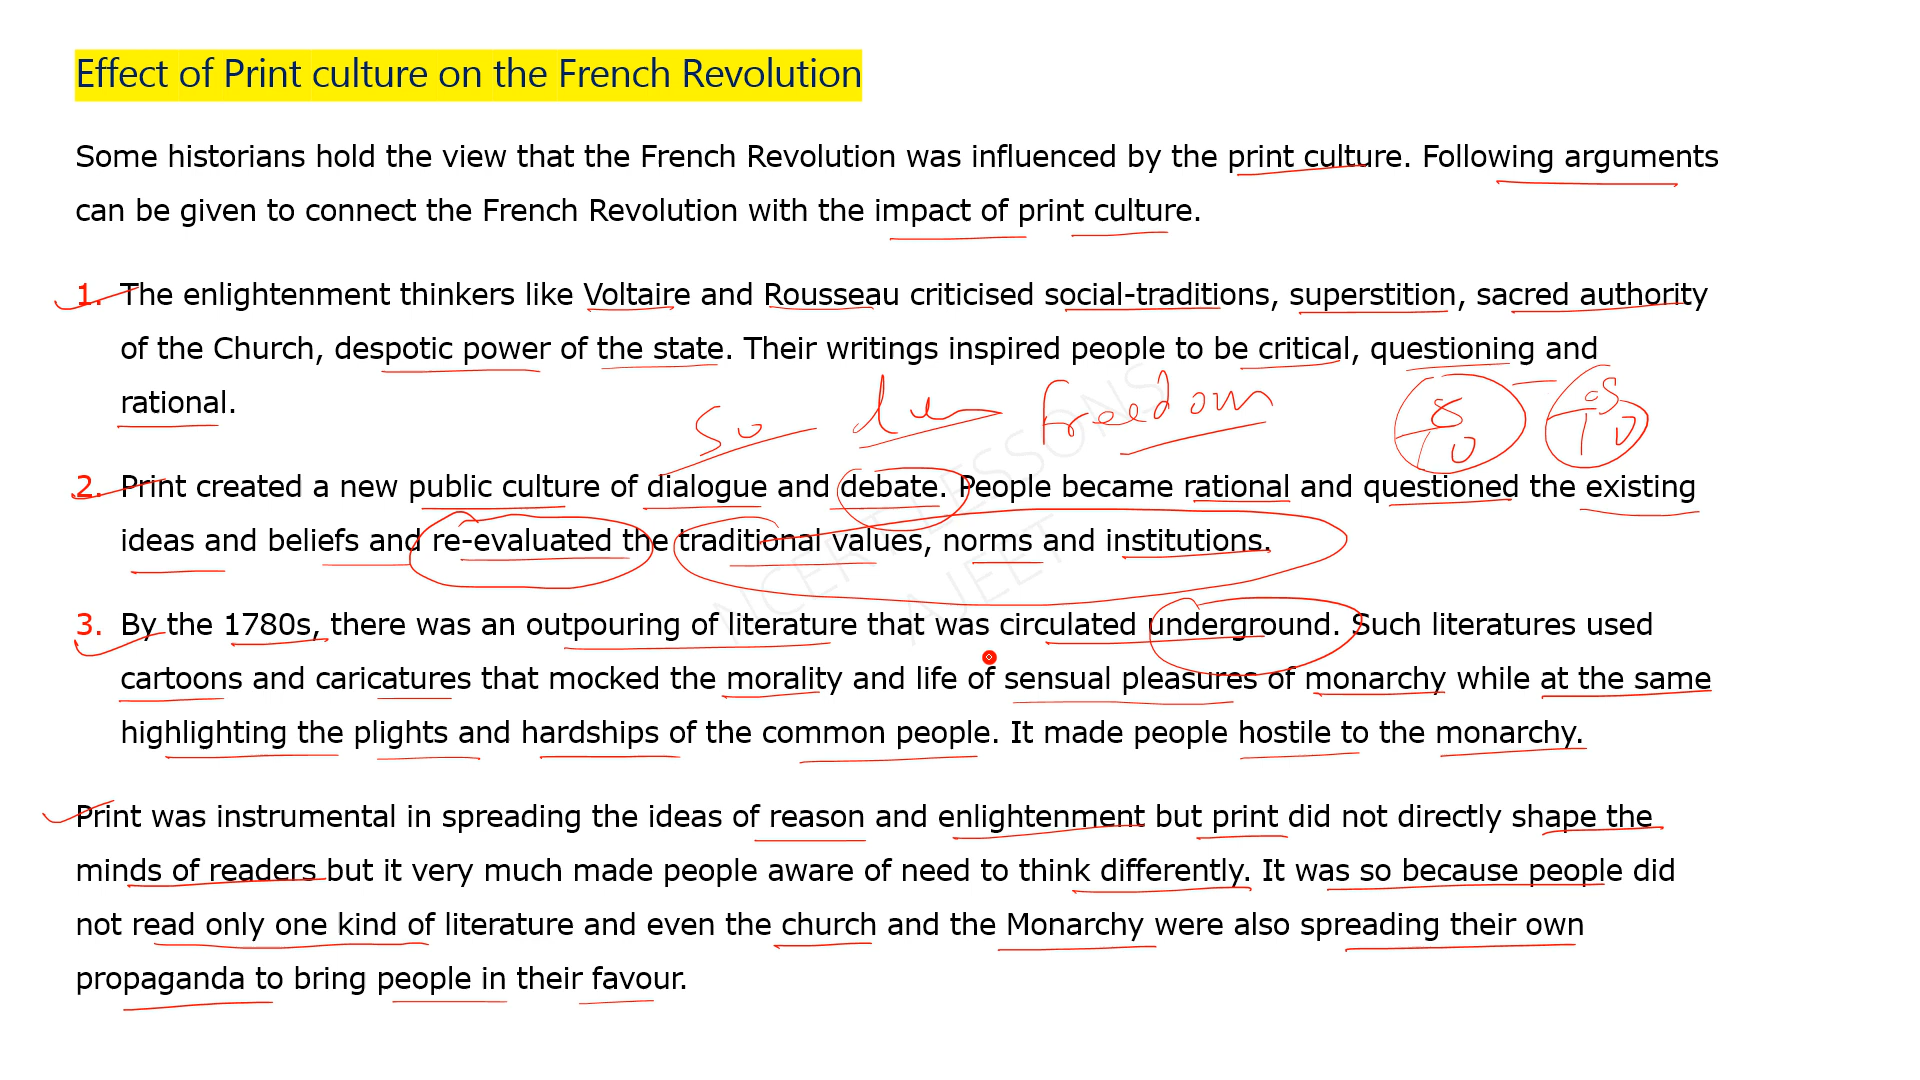 Effect of Print culture on the French Revolution
Some historians hold the view that the French Revolution was influenced by the print culture. Following arguments
can be given to connect the French Revolution with the impact of print culture.
1. The enlightenment thinkers like Voltaire and Rousseau criticised social-traditions, superstition, sacred authority
of the Church, despotic power of the state. Their writings inspired people to be critical, questioning and
rational.
freedom
2. Print created a new public culture of dialogue and debate. People became rational and questioned the existing
ideas and beliefs and re-evaluated the traditional values, norms and institutions.
NCERT LESSONS
AJEET
3. By the 1780s, there was an outpouring of literature that was circulated underground. Such literatures used
cartoons and caricatures that mocked the morality and life of sensual pleasures of monarchy while at the same
highlighting the plights and hardships of the common people. It made people hostile to the monarchy.
Print was instrumental in spreading the ideas of reason and enlightenment but print did not directly shape the
minds of readers but it very much made people aware of need to think differently. It was so because people did
not read only one kind of literature and even the church and the Monarchy were also spreading their own
propaganda to bring people in their favour.